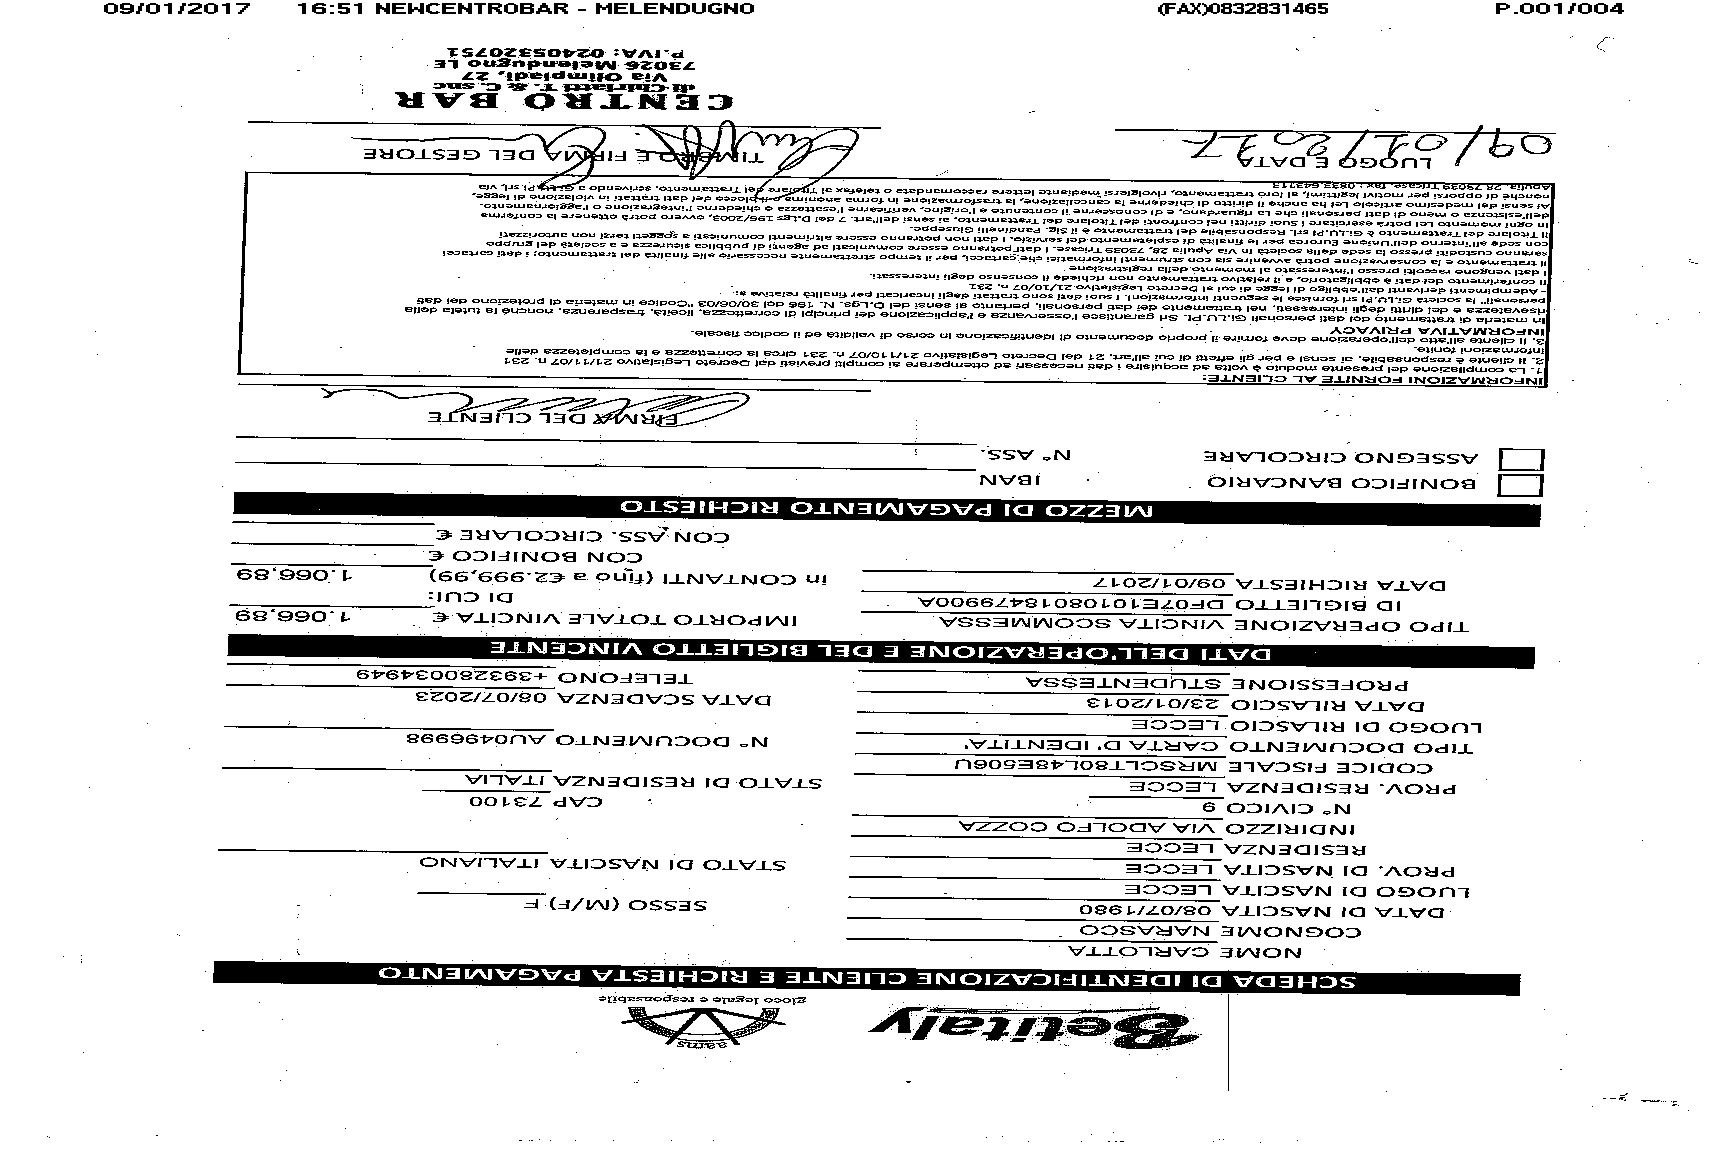 09/01/2017 16:51 NEWCENTROBAR - MELENDUGNO (FAX)0832831465 P.001/004
aams
Betitaly
gioco legale e responsabile
SCHEDA DI IDENTIFICAZIONE CLIENTE E RICHIESTA PAGAMENTO
NOME CARLOTTA
COGNOME NARASCO
DATA DI NASCITA 08/07/1980 SESSO (M/F) F
LUOGO DI NASCITA LECCE
PROV. DI NASCITA LECCE STATO DI NASCITA ITALIANO
RESIDENZA LECCE
INDIRIZZO VIA ADOLFO COZZA
N° CIVICO 9 CAP 73100
PROV. RESIDENZA LECCE STATO DI RESIDENZA ITALIA
CODICE FISCALE MRSCLT80L48E506U
TIPO DOCUMENTO CARTA D' IDENTITA' N° DOCUMENTO AU0496998
LUOGO DI RILASCIO LECCE
DATA RILASCIO 23/01/2013 DATA SCADENZA 08/07/2023
PROFESSIONE STUDENTESSA TELEFONO +393280034949
DATI DELL'OPERAZIONE E DEL BIGLIETTO VINCENTE
TIPO OPERAZIONE VINCITA SCOMMESSA IMPORTO TOTALE VINCITA € 1.066,89
ID BIGLIETTO DF07E10108018479900A DI CUI:
DATA RICHIESTA 09/01/2017 in CONTANTI (fino a €2.999,99) 1.066,89
CON BONIFICO €
CON ASS. CIRCOLARE €
MEZZO DI PAGAMENTO RICHIESTO
BONIFICO BANCARIO IBAN
ASSEGNO CIRCOLARE N° ASS.
FIRMA DEL CLIENTE
INFORMAZIONI FORNITE AL CLIENTE:
1. La compilazione del presente modulo è volta ad acquisire i dati necessari ad ottemperare ai compiti previsti dal Decreto Legislativo 21/11/07 n. 231
2. Il cliente è responsabile, ai sensi e per gli effetti di cui all'art. 21 del Decreto Legislativo 21/10/07 n. 231 circa la correttezza e la completezza delle
informazioni fonite.
3. Il cliente all'atto dell'operazione deve fornire il proprio documento di identificazione in corso di validità ed il codice fiscale.
INFORMATIVA PRIVACY
In materia di trattamento dei dati personali GI.LU.PI. Srl garantisce l'osservanza e l'applicazione dei principi di correttezza, liceità, trasparenza, nonchè la tutela della
risevatezza e dei diritti degli interessati, nel trattamento dei dati personali, pertanto ai sensi del D.Lgs. N. 196 del 30/06/03 "Codice in materia di protezione dei dati
personali" la società GI.LU.PI srl fornisce le seguenti informazioni. I suoi dati sono trattati dagli incaricati per finalità relative a:
- Adempimenti derivanti dall'obbligo di legge di cui al Decreto Legislativo 21/10/07 n. 231
Il conferimento dei dati è obbligatorio, e il relativo trattamento non richiede il consenso degli interessati.
I dati vengono raccolti presso l'interessato al momento della registrazione
Il trattamento e la conservazione potrà avvenire sia con strumenti informatici che cartacei, per il tempo strettamente necessario alle finalità del trattamento; i dati cartacei
saranno custoditi presso la sede della società in Via Apulia 28, 73039 Tricase. I dati potranno essere comunicati ad agenti di pubblica sicurezza e a società del gruppo
con sede all'interno dell'Unione Europea per le finalità di espletamento del servizio. I dati non potranno essere altrimenti comunicati a soggetti terzi non autorizzati
Il Titolare del Trattamento è GI.LU.PI srl. Responsabile del trattamento è il Sig. Sardinelli Giuseppe.
In ogni momento Lei potrà esercitare i Suoi diritti nei confronti del Titolare del Trattamento, ai sensi dell'art. 7 del D.Lgs 196/2003, ovvero potrà ottenere la conferma
dell'esistenza o meno di dati personali che La riguardano, e di conoscerne il contenuto e l'origine, verificarne l'esattezza o chiederne l'integrazione o l'aggiornamento.
Ai sensi del medesimo articolo Lei ha anche il diritto di chiederne la cancellazione, la trasformazione in forma anonima o il blocco dei dati trattati in violazione di legge,
nonchè di opporsi per motivi legittimi, al loro trattamento, rivolgersi mediante lettera raccomandata o telefax al Titolare del Trattamento, scrivendo a GI.LU.PI. srl, via
Apulia, 28 73039 Tricase, fax:
LUOGO E DATA TIMBRO E FIRMA DEL GESTORE
09/01/2017
CENTRO BAR
di Chiriatti T. & C. snc
Via Olimpiadi, 27
73026 Melendugno LE
P.IVA: 02405320751